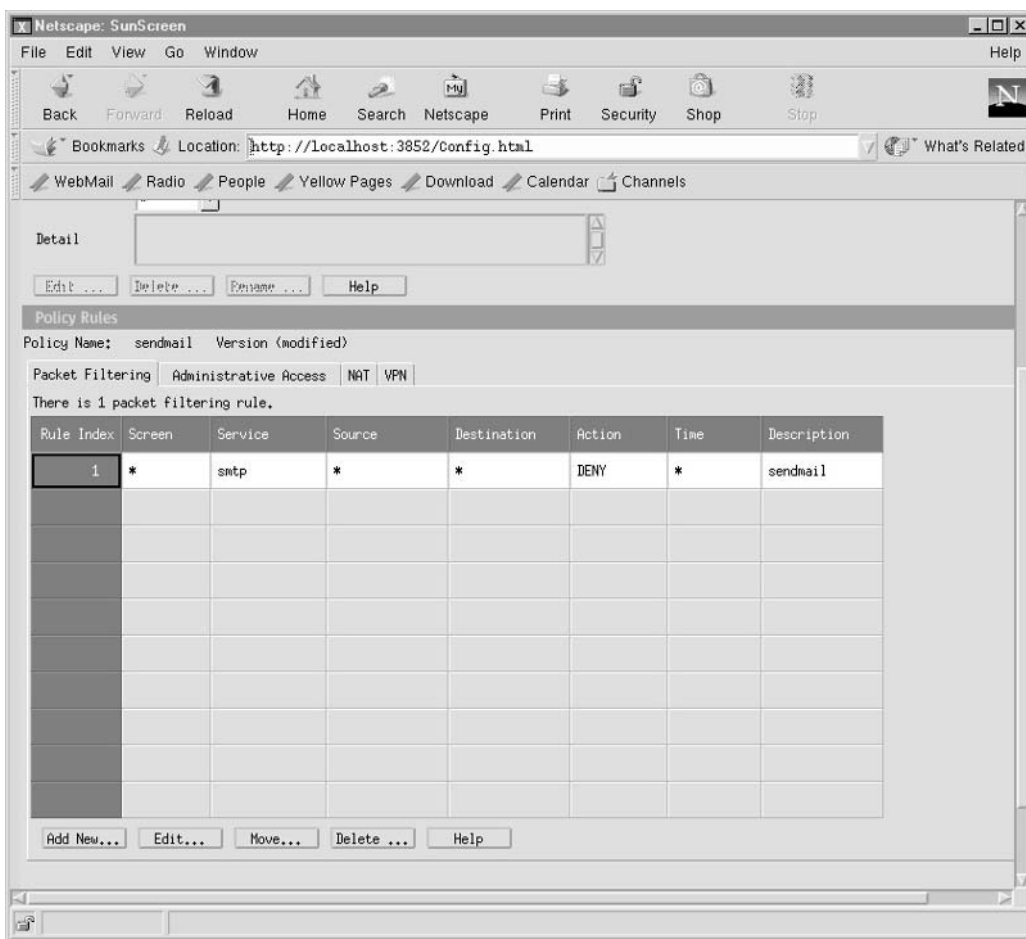 Netscape: SunScreen
File Edit View Go Window Help
Back Forward Reload Home Search Netscape Print Security Shop Stop
My
N
Bookmarks Location: http://localhost:3852/Config.html What's Related
WebMail Radio People Yellow Pages Download Calendar Channels
Detail
Edit ... Delete ... Rename ... Help
Policy Rules
Policy Name: sendmail Version (modified)
Packet Filtering Administrative Access NAT VPN
There is 1 packet filtering rule.
Rule Index Screen Service Source Destination Action Time Description
1 * smtp * * DENY * sendmail
Add New... Edit... Move... Delete ... Help